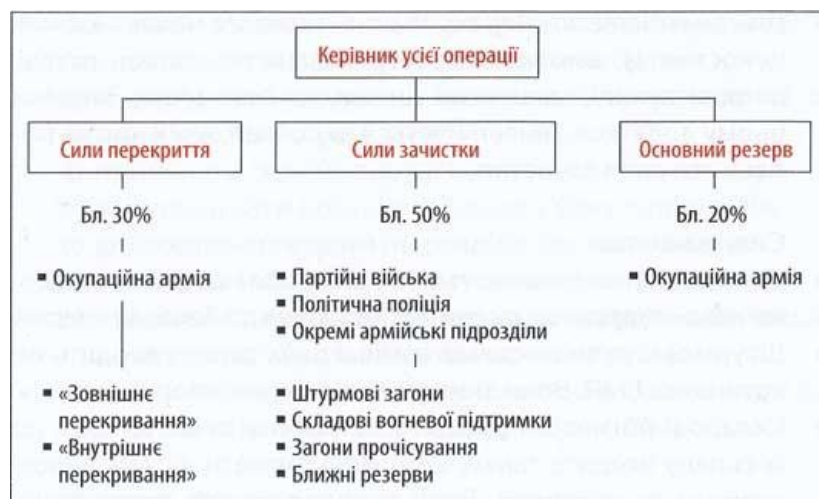 Керівник усієї операції
Сили перекриття
Сили зачистки
Основний резерв
Бл. 30%
Бл. 50%
Бл. 20%
▪ Окупаційна армія
▪ Партійні війська
▪ Політична поліція
▪ Окремі армійські підрозділи
▪ Окупаційна армія
▪ «Зовнішнє
перекривання»
▪ «Внутрішнє
перекривання»
▪ Штурмові загони
▪ Складові вогневої підтримки
▪ Загони прочісування
▪ Ближні резерви